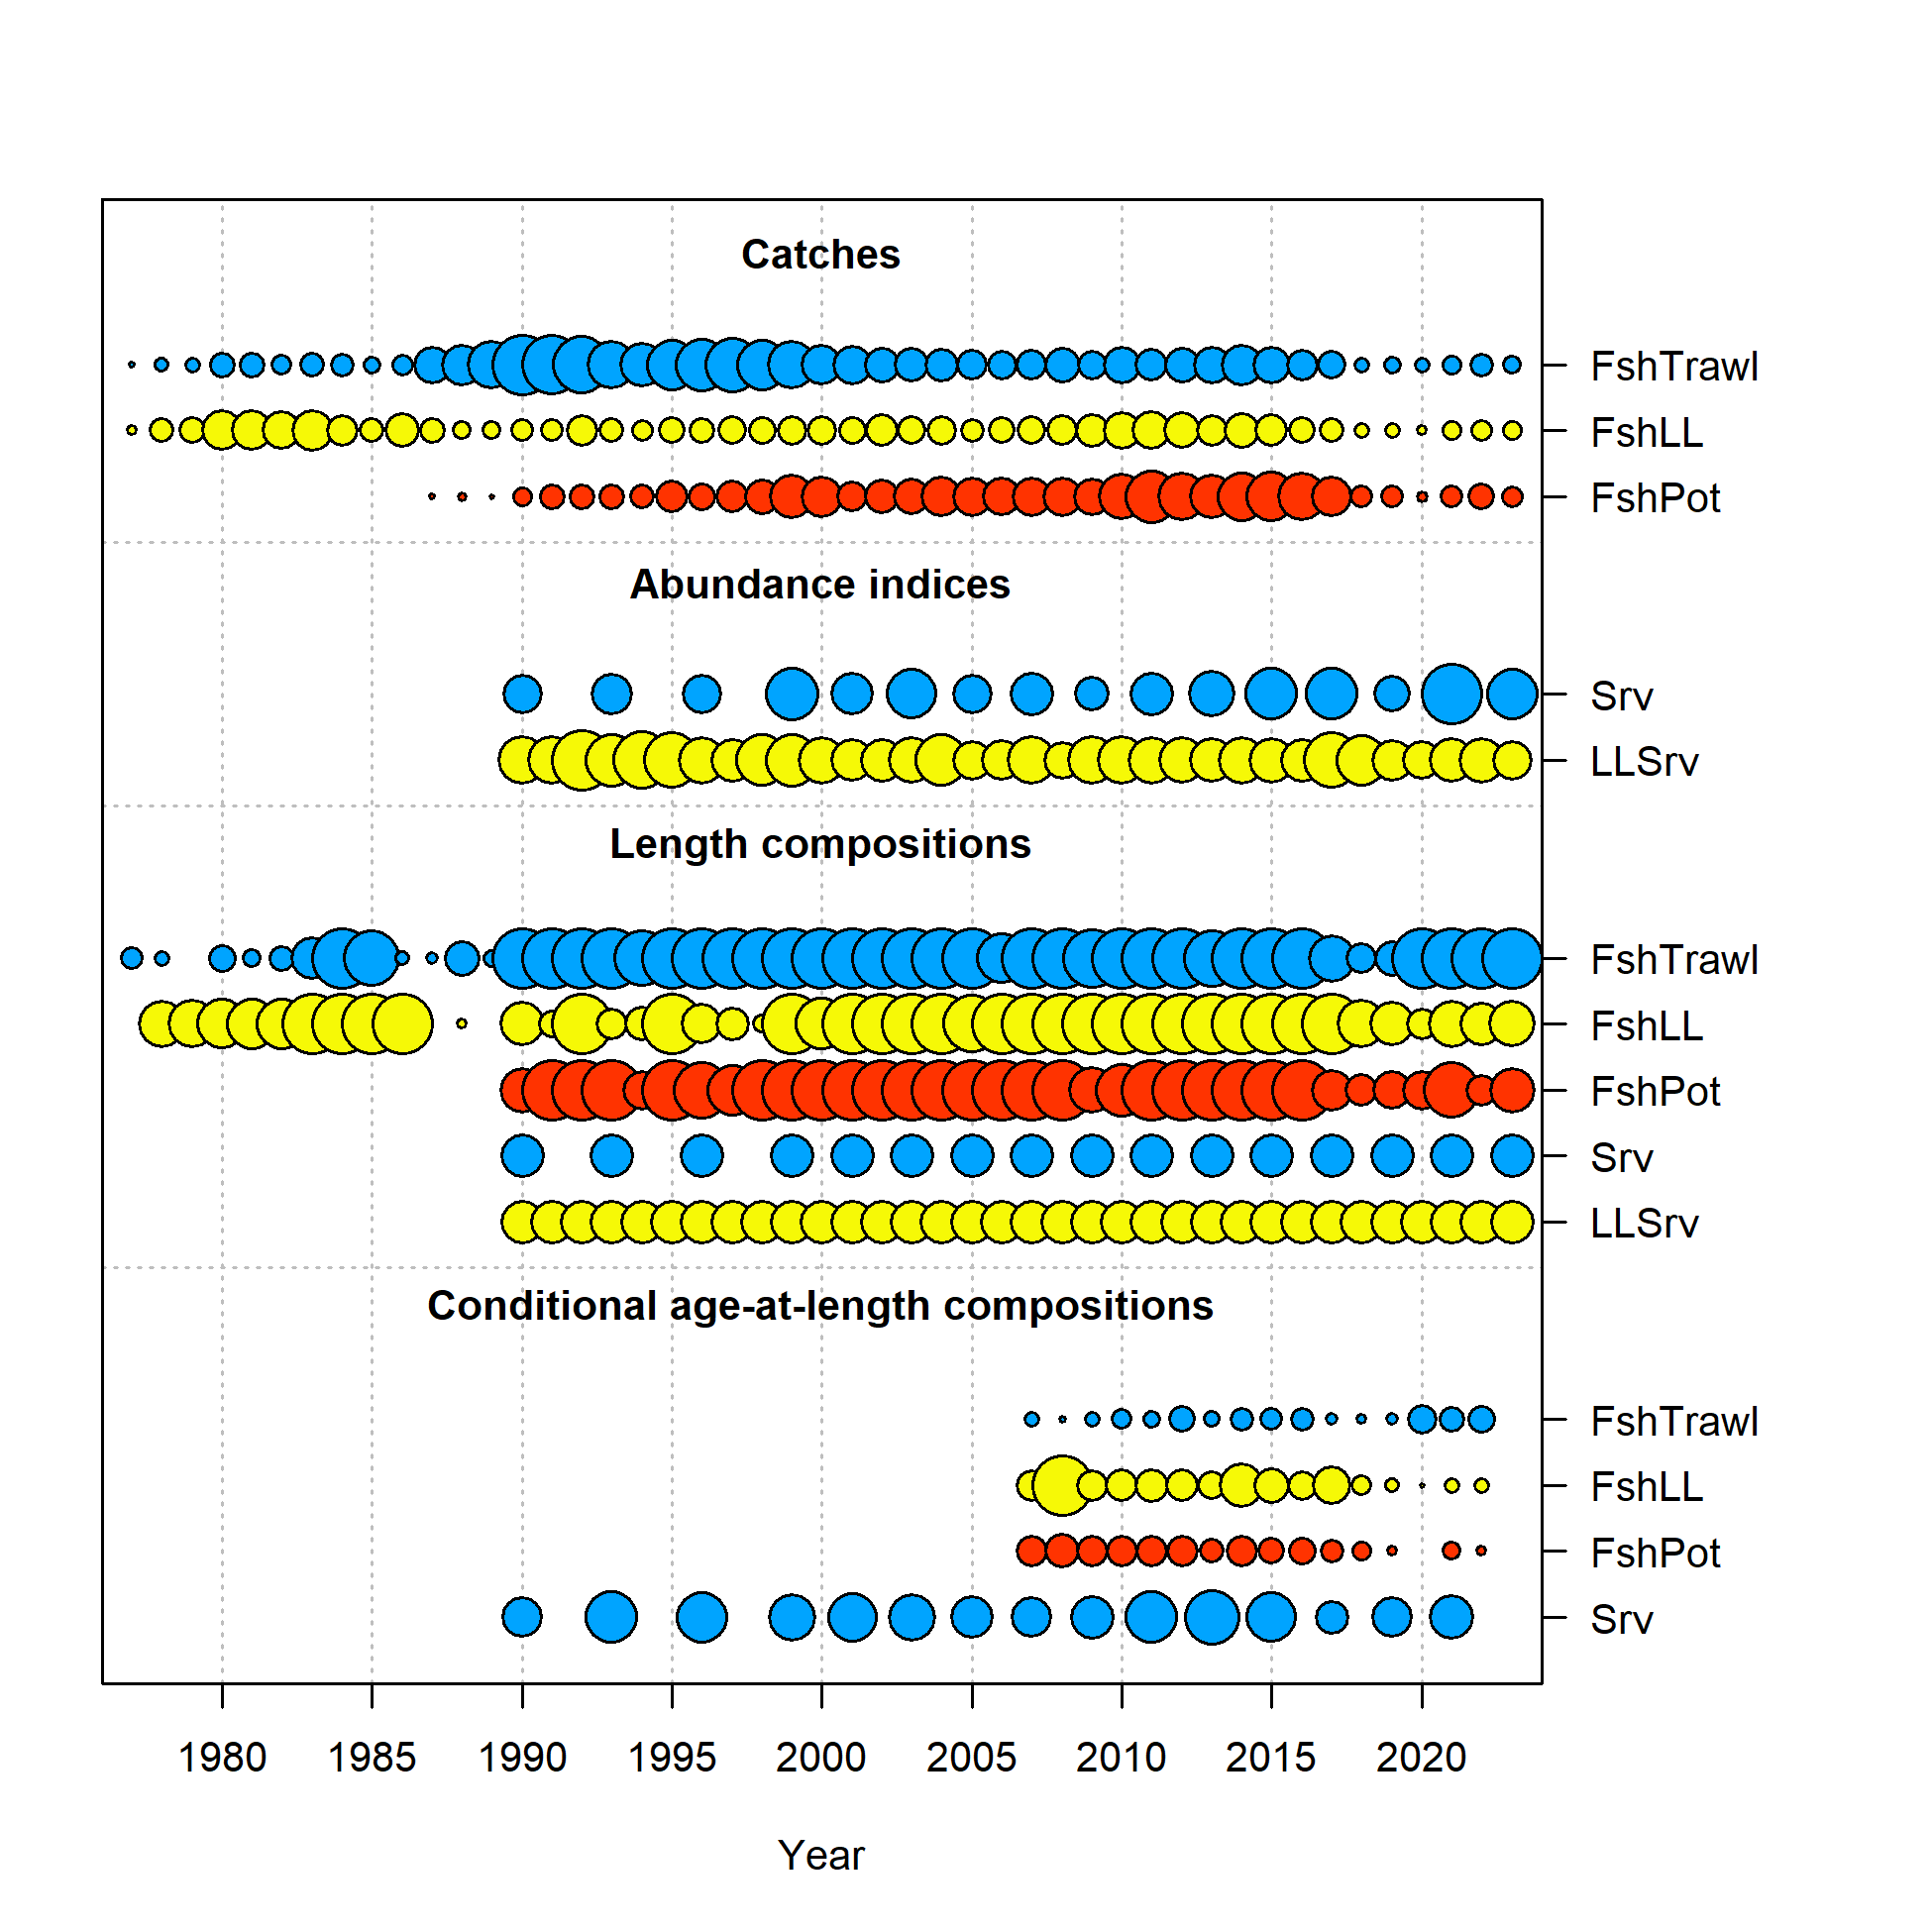 Catches
FshTrawl
FshLL
FshPot
Abundance indices
Srv
LLSrv
Length compositions
FshTrawl
FshLL
FshPot
Srv
LLSrv
Conditional age-at-length compositions
FshTrawl
FshLL
FshPot
Srv
1980 1985 1990 1995 2000 2005 2010 2015 2020
Year